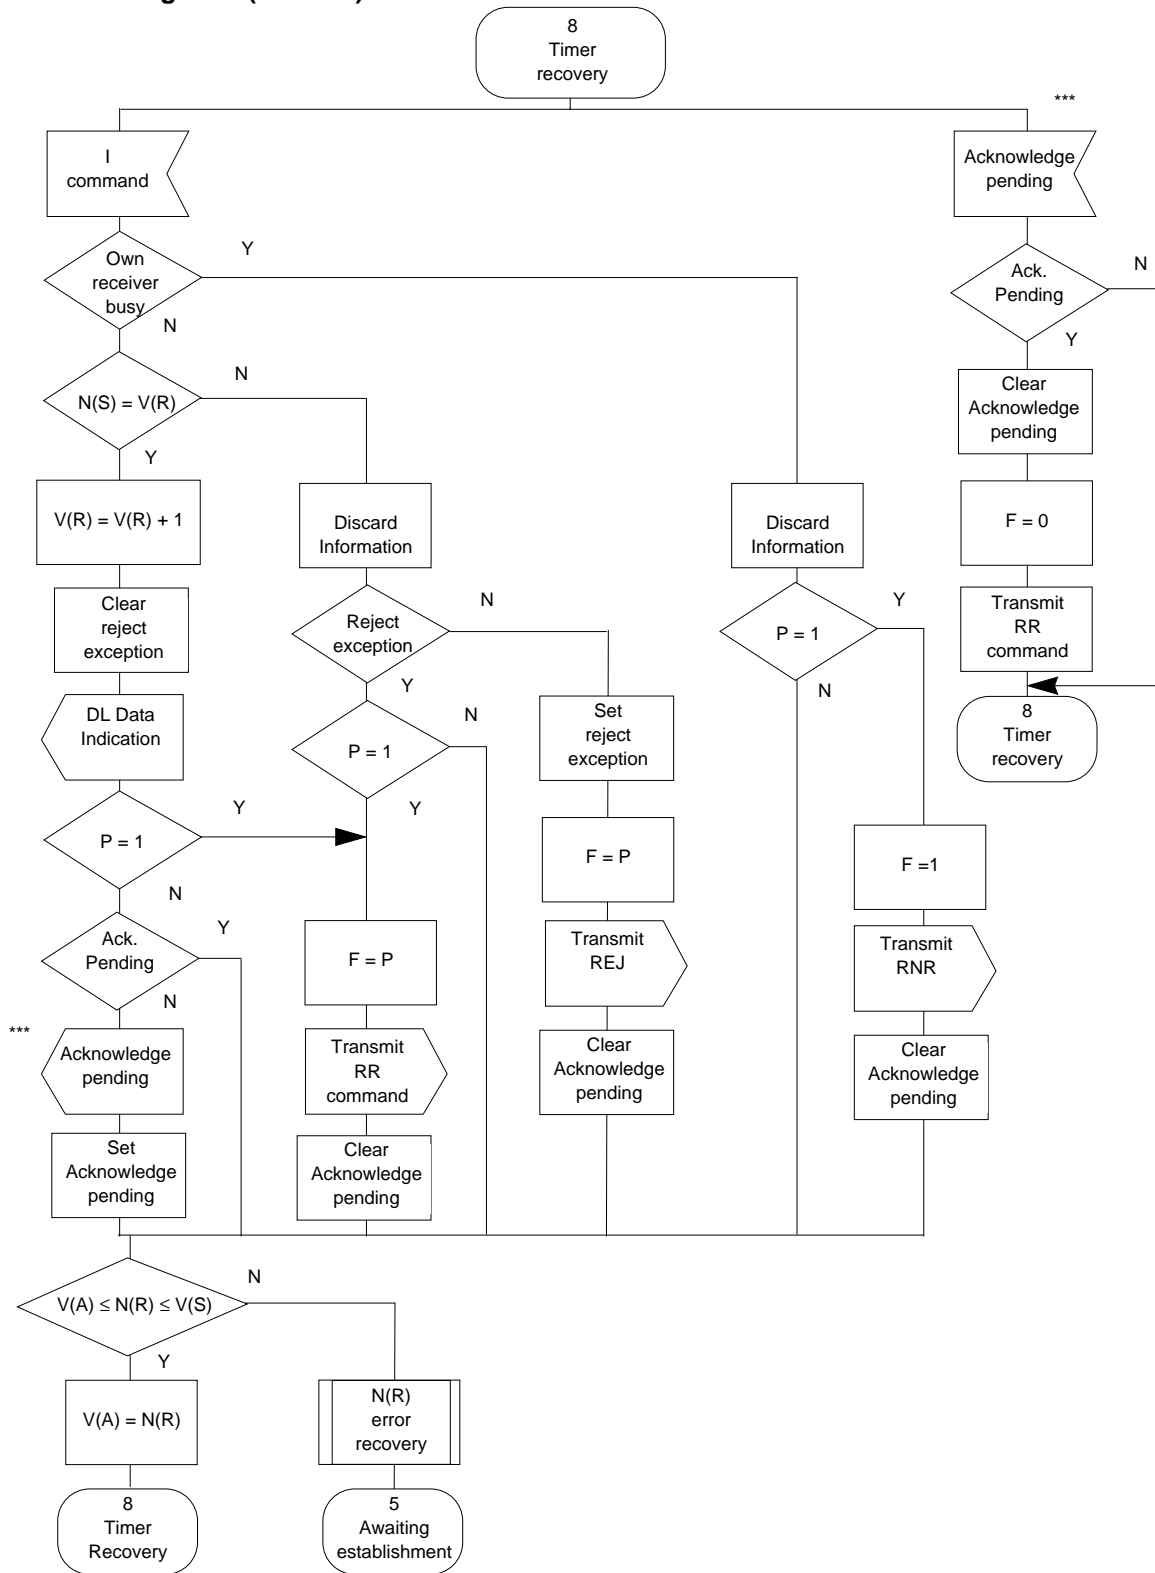 8
Timer
recovery
***
I
command
Acknowledge
pending
Own
receiver
busy
Y
N
Ack.
Pending
N
Y
N(S) = V(R)
N
Y
Clear
Acknowledge
pending
V(R) = V(R) + 1
Discard
Information
Discard
Information
F = 0
Clear
reject
exception
Reject
exception
N
Y
P = 1
Y
N
Transmit
RR
command
DL Data
Indication
P = 1
N
Y
Set
reject
exception
8
Timer
recovery
P = 1
Y
N
F = P
F =1
Ack.
Pending
Y
N
F = P
Transmit
REJ
Transmit
RNR
***
Acknowledge
pending
Transmit
RR
command
Clear
Acknowledge
pending
Clear
Acknowledge
pending
Set
Acknowledge
pending
Clear
Acknowledge
pending
V(A) ≤ N(R) ≤ V(S)
N
Y
V(A) = N(R)
N(R)
error
recovery
8
Timer
Recovery
5
Awaiting
establishment